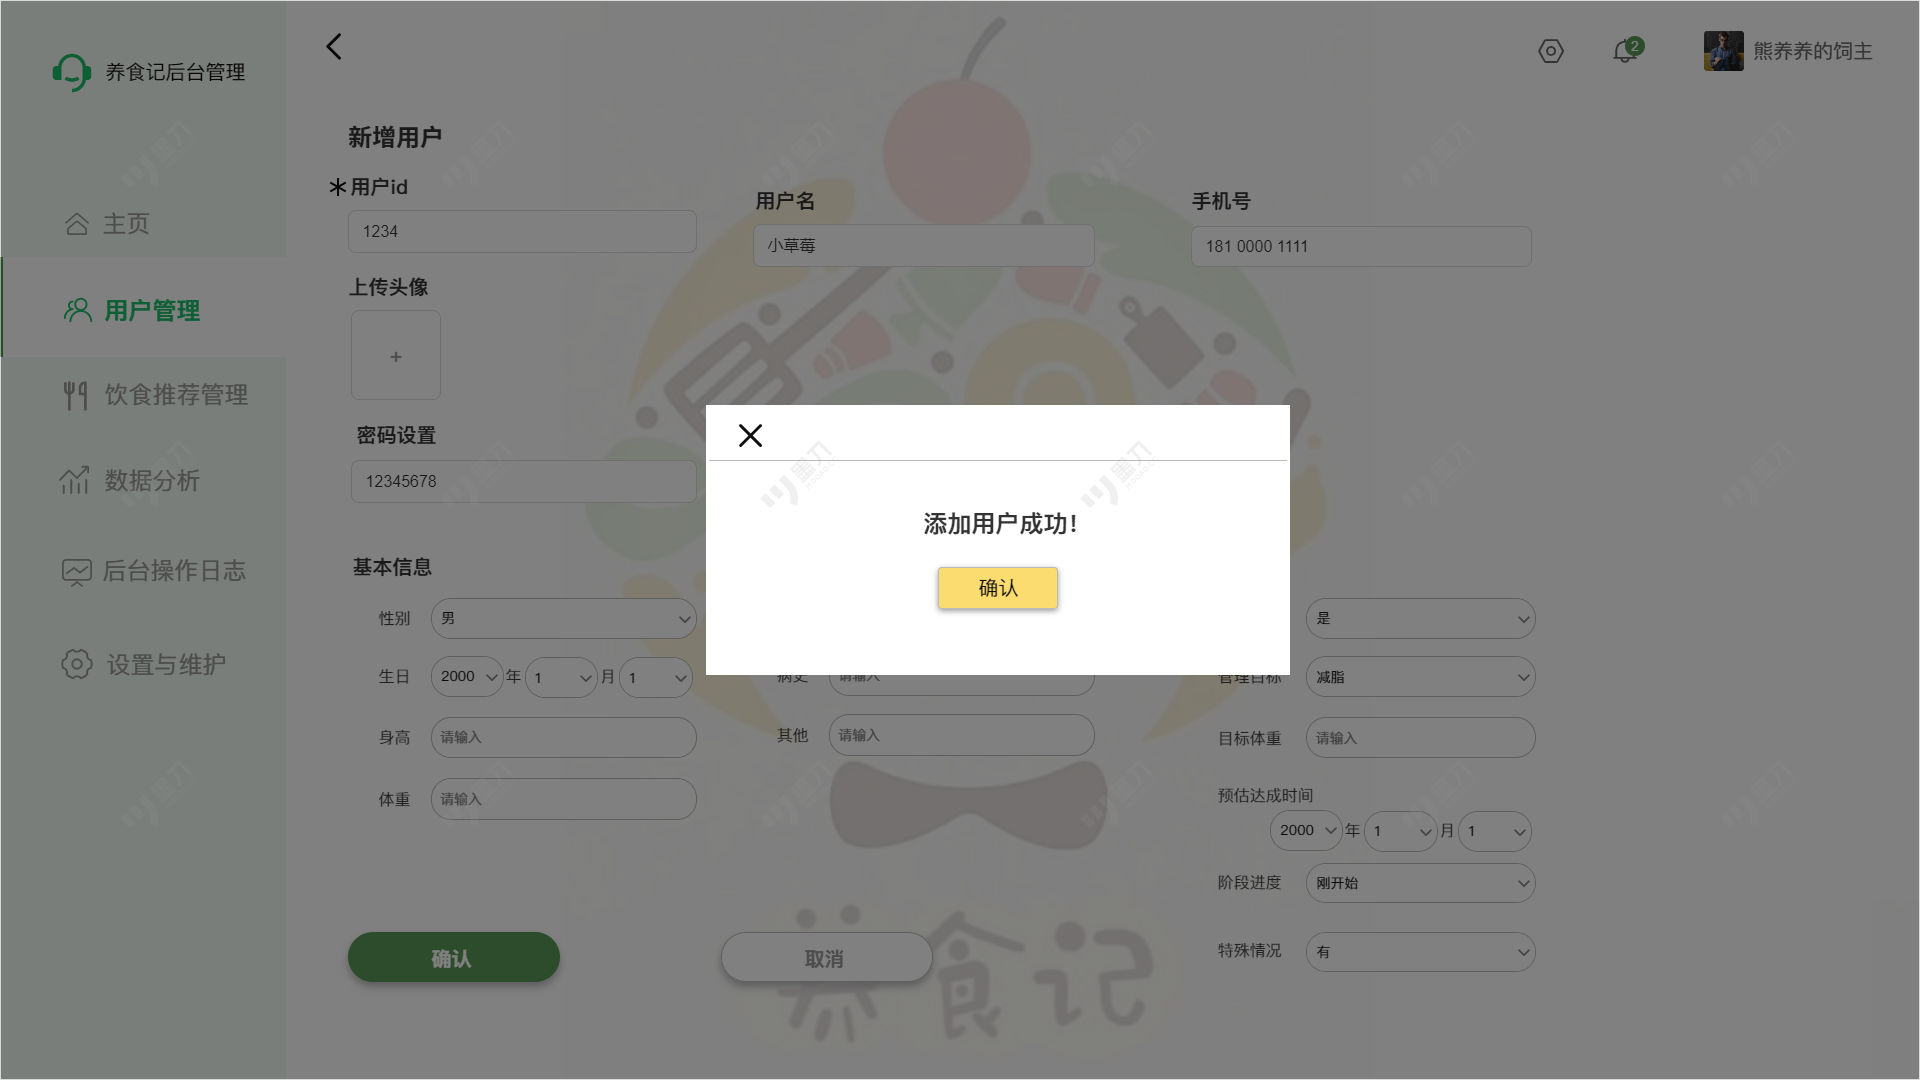 养食记后台管理
2
熊养养的饲主
主页
用户管理
饮食推荐管理
数据分析
后台操作日志
设置与维护
新增用户
用户id
1234
用户名
小草莓
手机号
181 0000 1111
上传头像
+
密码设置
12345678
添加用户成功！
确认
基本信息
性别 男
生日 2000 年 1 月 1
身高 请输入
体重 请输入
病史 请输入
其他 请输入
是
管理目标 减脂
目标体重 请输入
预估达成时间
2000 年 1 月 1
阶段进度 刚开始
特殊情况 有
确认
取消
养食记
墨刀